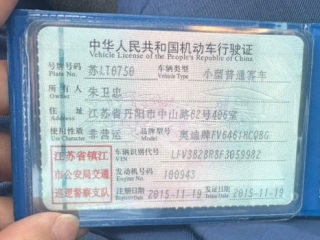 中华人民共和国机动车行驶证
Vehicle License of the People's Republic of China
号牌号码 苏LT0750 车辆类型 小型普通客车
Plate No. Vehicle Type
所有人 朱卫忠
Owner
住址 江苏省丹阳市中山路62号406室
Address
使用性质 非营运 品牌型号 奥迪牌FV6461HCQBG
Use Character Model
江苏省镇江 车辆识别代号 LFV3B28R8F3059982
VIN
市公安局交通 发动机号码 100943
Engine No.
巡逻警察支队 注册日期 2015-11-19 发证日期 2015-11-19
Register Date Issue Date